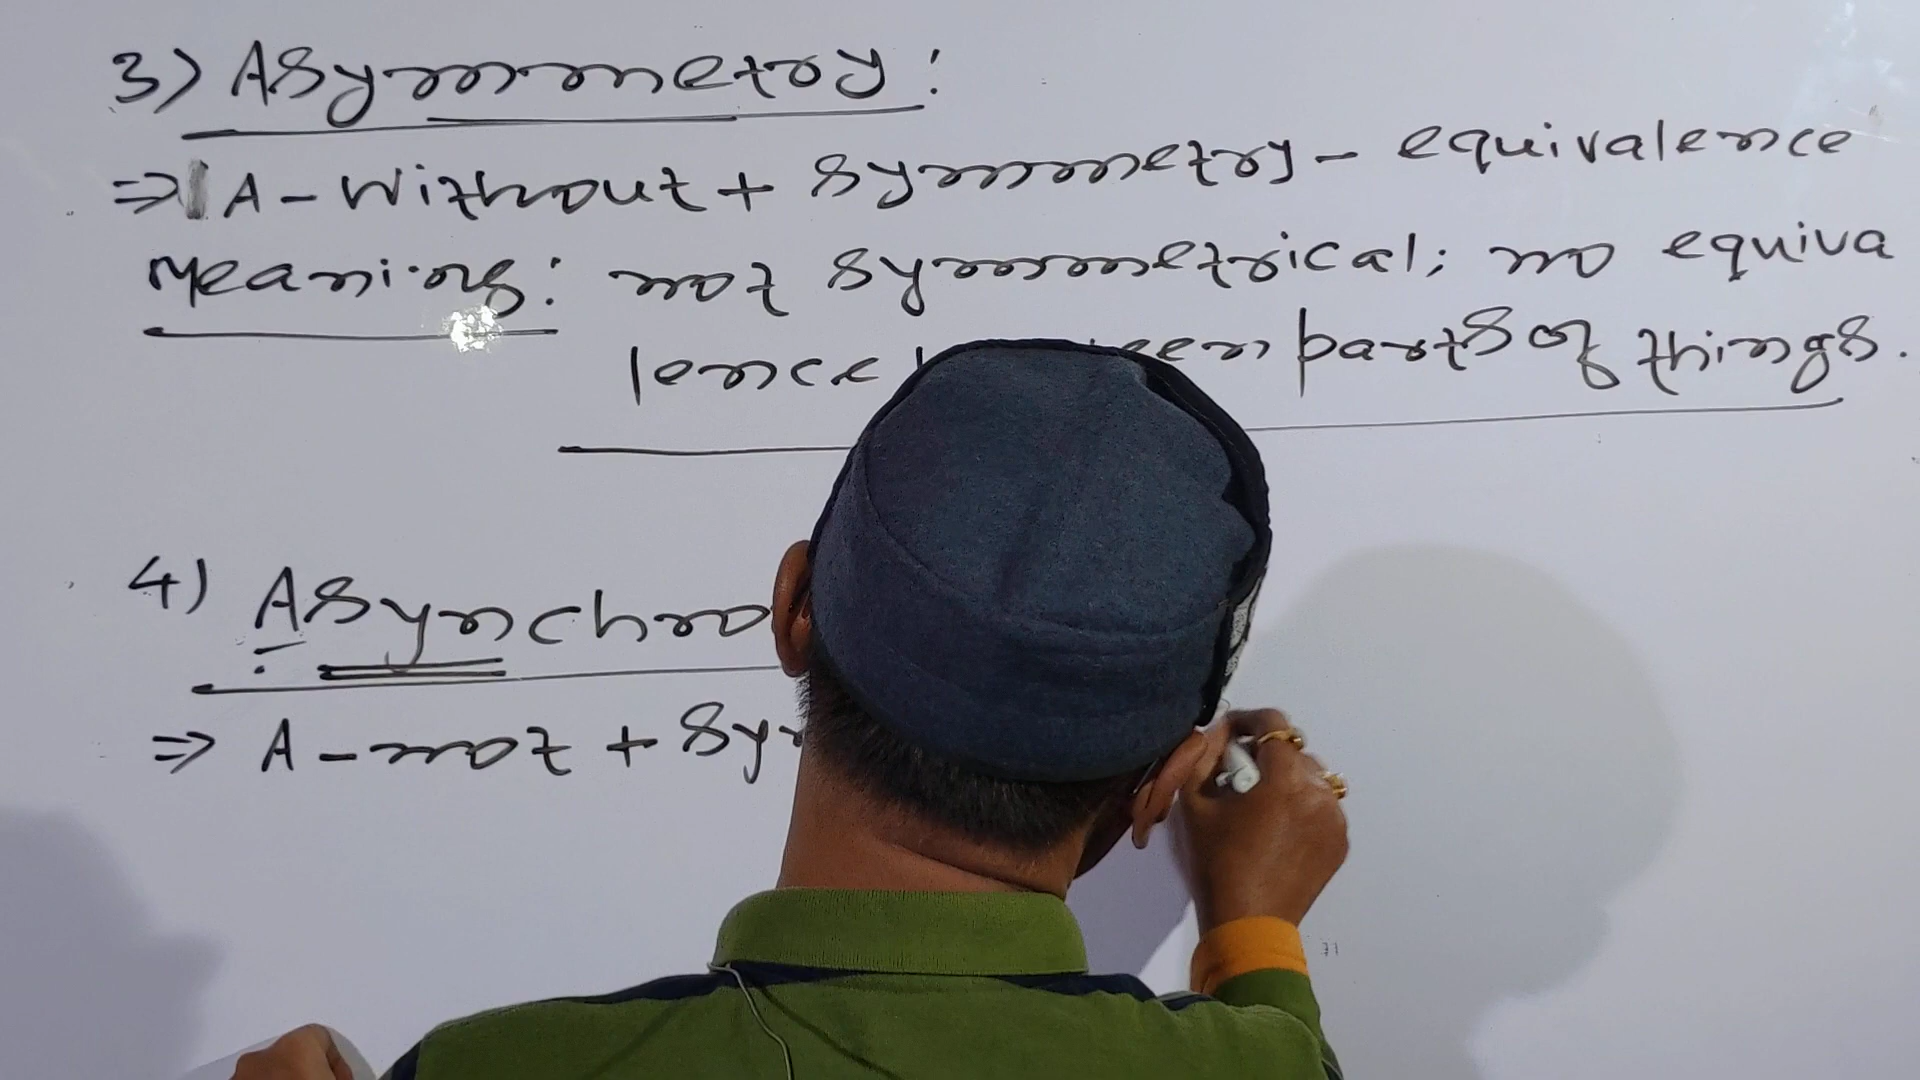 3) Asymmetry:
⇒ A - Without + Symmetry - equivalence
Meaning: not Symmetrical; no equiva
lence parts of things.
4) Asynchro
⇒ A - not + Sy